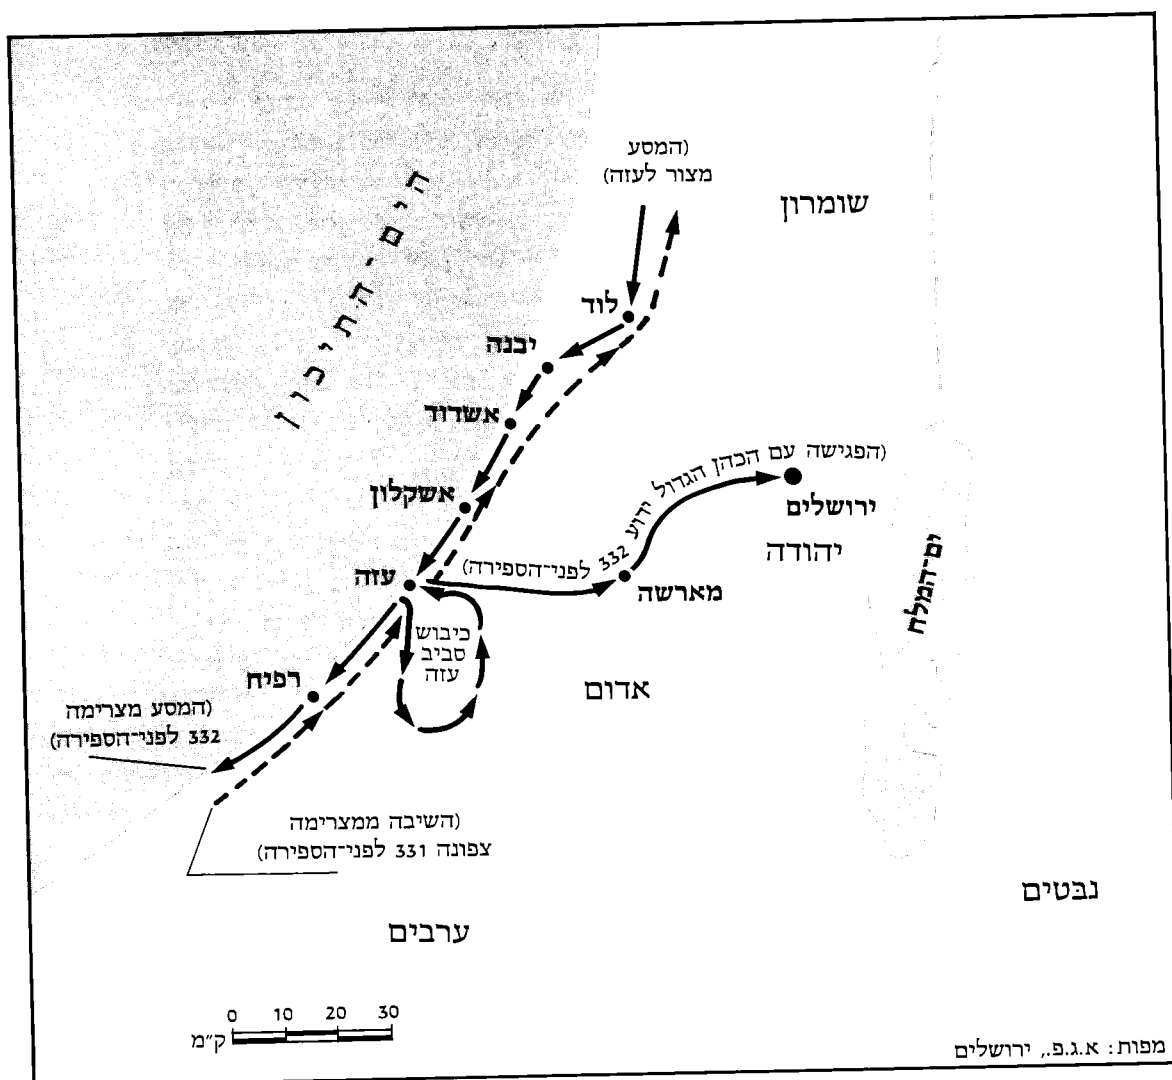 (המסע
מצור לעזה)
שומרון
הים-התיכון
לוד
יבנה
אשדוד
אשקלון
(הפגישה עם הכהן הגדול ידוע 332 לפני־הספירה)
ירושלים
יהודה
עזה
מארשה
ים-המלח
כיבוש
סביב
עזה
רפיח
אדום
(המסע מצרימה
332 לפני־הספירה)
(השיבה ממצרימה
צפונה 331 לפני־הספירה)
נבטים
ערבים
0 10 20 30
ק״מ
מפות: א.ג.פ., ירושלים